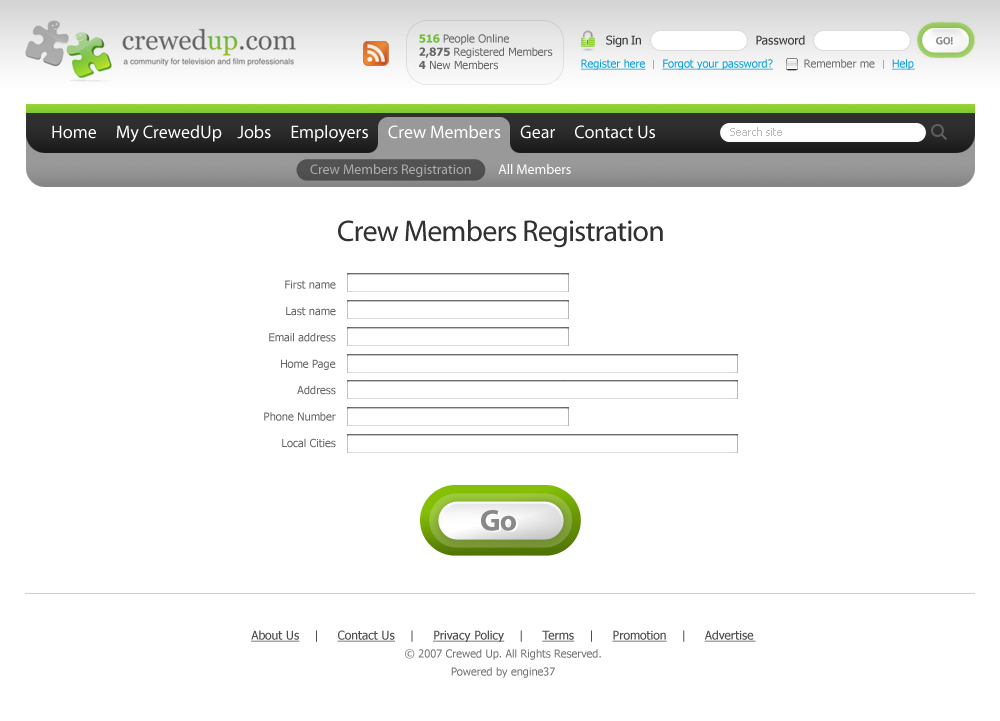 crewedup.com
a community for television and film professionals
516 People Online
2,875 Registered Members
4 New Members
Sign In
Password
GO!
Register here | Forgot your password?
Remember me | Help
Home
My CrewedUp
Jobs
Employers
Crew Members
Gear
Contact Us
Search site
Crew Members Registration
All Members
Crew Members Registration
First name
Last name
Email address
Home Page
Address
Phone Number
Local Cities
Go
About Us | Contact Us | Privacy Policy | Terms | Promotion | Advertise
© 2007 Crewed Up. All Rights Reserved.
Powered by engine37